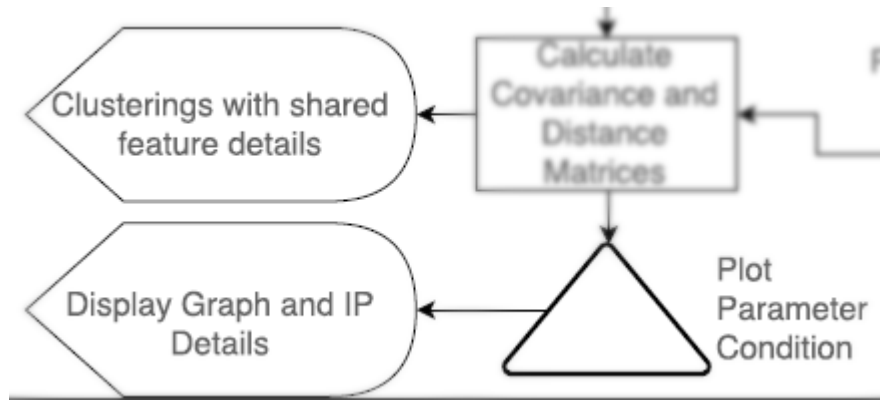 Clusterings with shared
feature details
Calculate
Covariance and
Distance
Matrices
Display Graph and IP
Details
Plot
Parameter
Condition